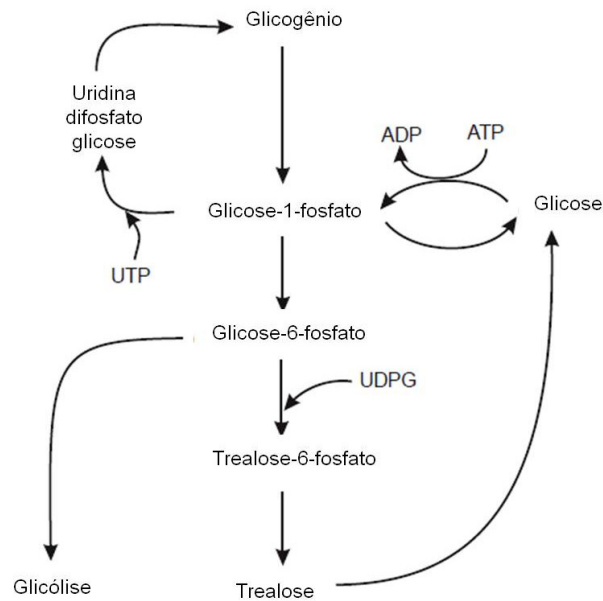 Glicogênio
Uridina
difosfato
glicose
ADP
ATP
Glicose-1-fosfato
Glicose
UTP
Glicose-6-fosfato
UDPG
Trealose-6-fosfato
Glicólise
Trealose